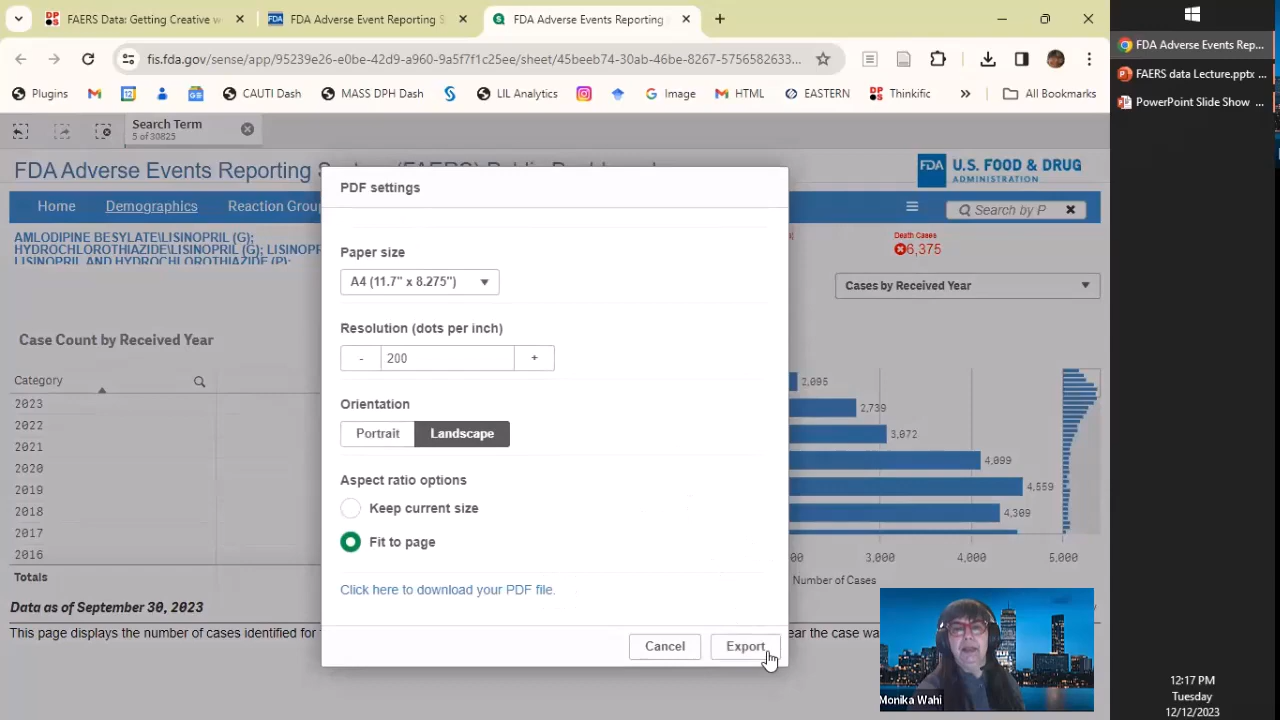 FAERS Data: Getting Creative w
FDA Adverse Event Reporting S
FDA Adverse Events Reporting
fis.fda.gov/sense/app/95239e26-e0be-42d9-a960-9a5f7f1c25ee/sheet/45beeb74-30ab-46be-8267-5756582633...
Plugins
CAUTI Dash
MASS DPH Dash
LIL Analytics
Image
HTML
EASTERN
Thinkific
»
All Bookmarks
FDA Adverse Events Rep...
FAERS data Lecture.pptx ...
PowerPoint Slide Show ...
Search Term
5 of 30825
FDA Adverse Events Reporting System (FAERS) Public Dashboard
FDA U.S. FOOD & DRUG
ADMINISTRATION
Home Demographics Reaction Group
Search by P
AMLODIPINE BESYLATE\LISINOPRIL (G);
HYDROCHLOROTHIAZIDE\LISINOPRIL (G); LISINOPR
LISINOPRIL AND HYDROCHLOROTHIAZIDE (P);
Death Cases
6,375
Cases by Received Year
Case Count by Received Year
Category
2023
2022
2021
2020
2019
2018
2017
2016
Totals
2,095
2,739
3,072
4,099
4,559
4,309
00 3,000 4,000 5,000
Number of Cases
Data as of September 30, 2023
This page displays the number of cases identified for
ear the case wa
PDF settings
Paper size
A4 (11.7" x 8.275")
Resolution (dots per inch)
- 200 +
Orientation
Portrait Landscape
Aspect ratio options
Keep current size
Fit to page
Click here to download your PDF file.
Cancel Export
Monika Wahi
12:17 PM
Tuesday
12/12/2023